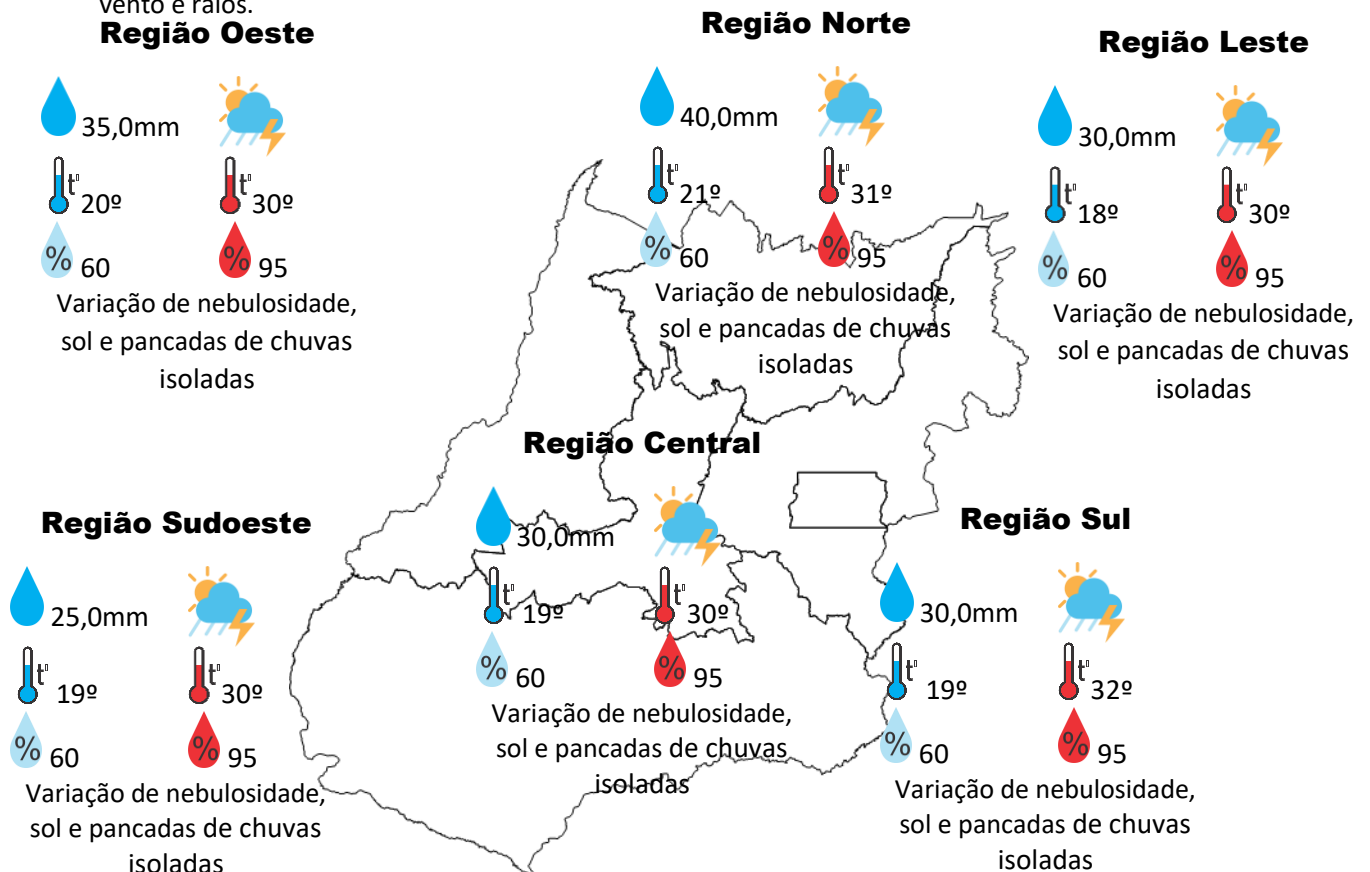 vento e raios.
Região Oeste
35,0mm
t°
20º
t°
30º
%
60
%
95
Variação de nebulosidade,
sol e pancadas de chuvas
isoladas
Região Norte
40,0mm
t°
21º
t°
31º
%
60
%
95
Variação de nebulosidade,
sol e pancadas de chuvas
isoladas
Região Leste
30,0mm
t°
18º
t°
30º
%
60
%
95
Variação de nebulosidade,
sol e pancadas de chuvas
isoladas
Região Sudoeste
25,0mm
t°
19º
t°
30º
%
60
%
95
Variação de nebulosidade,
sol e pancadas de chuvas
isoladas
Região Central
30,0mm
t°
19º
t°
30º
%
60
%
95
Variação de nebulosidade,
sol e pancadas de chuvas
isoladas
Região Sul
30,0mm
t°
19º
t°
32º
%
60
%
95
Variação de nebulosidade,
sol e pancadas de chuvas
isoladas